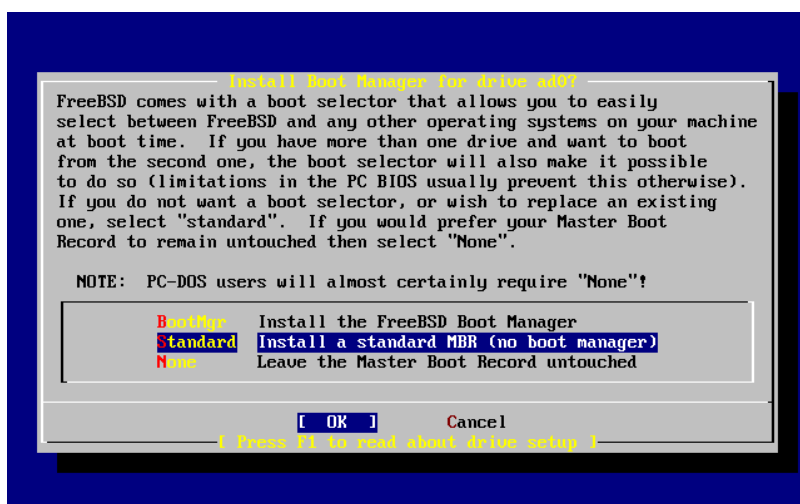 Install Boot Manager for drive ad0?
FreeBSD comes with a boot selector that allows you to easily
select between FreeBSD and any other operating systems on your machine
at boot time.  If you have more than one drive and want to boot
from the second one, the boot selector will also make it possible
to do so (limitations in the PC BIOS usually prevent this otherwise).
If you do not want a boot selector, or wish to replace an existing
one, select "standard".  If you would prefer your Master Boot
Record to remain untouched then select "None".
NOTE:  PC-DOS users will almost certainly require "None"!
BootMgr  Install the FreeBSD Boot Manager
Standard  Install a standard MBR (no boot manager)
None  Leave the Master Boot Record untouched
[  OK  ]  Cancel
[ Press F1 to read about drive setup ]